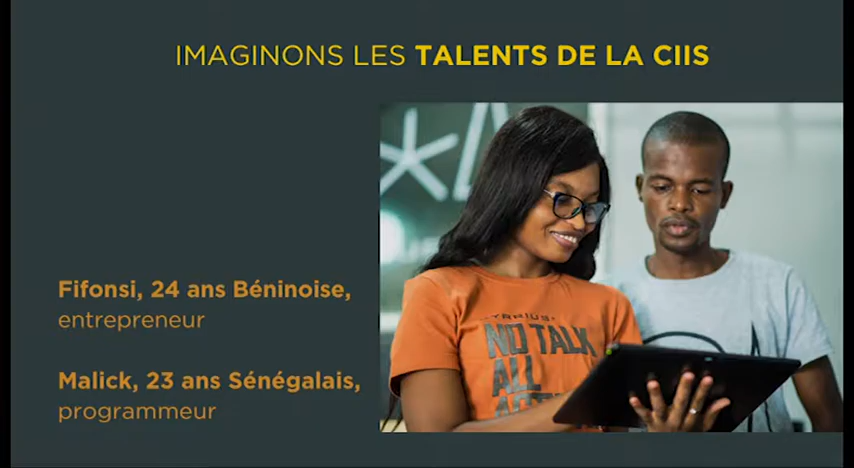 IMAGINONS LES TALENTS DE LA CIIS
Fifonsi, 24 ans Béninoise,
entrepreneur
Malick, 23 ans Sénégalais,
programmeur
NO TALK
ALL